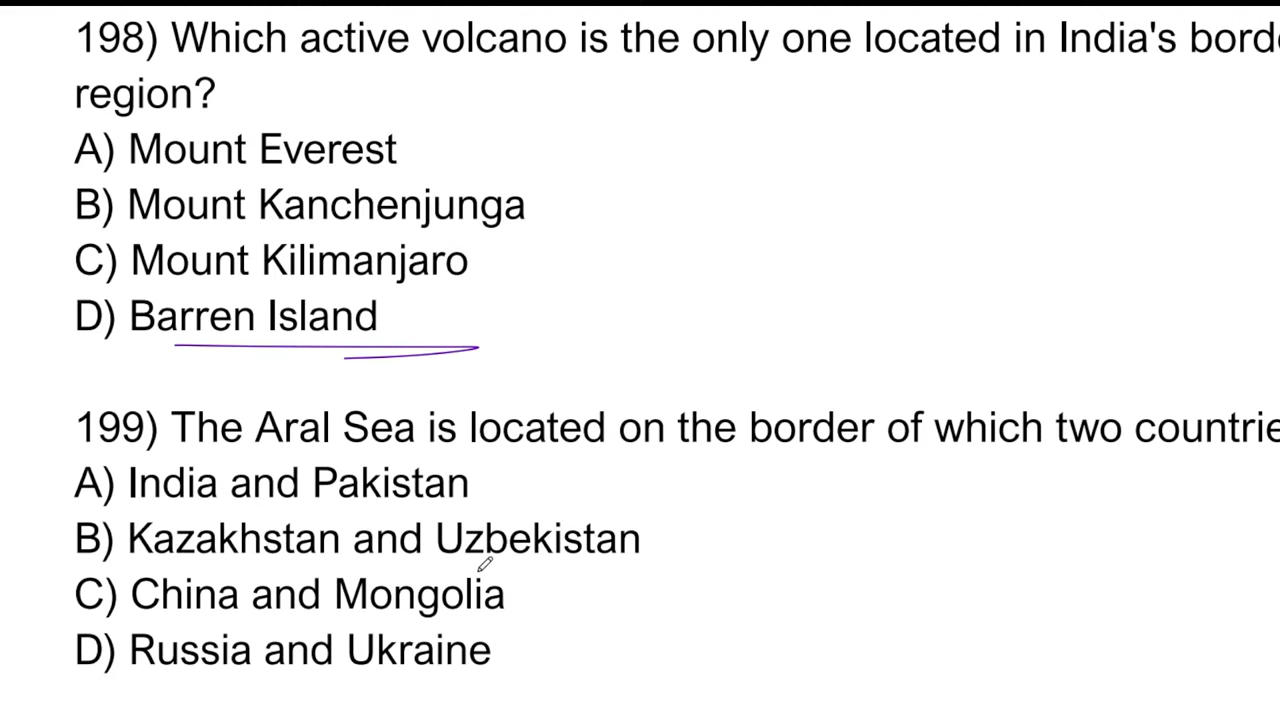 198) Which active volcano is the only one located in India's
region?
A) Mount Everest
B) Mount Kanchenjunga
C) Mount Kilimanjaro
D) Barren Island
199) The Aral Sea is located on the border of which two
A) India and Pakistan
B) Kazakhstan and Uzbekistan
C) China and Mongolia
D) Russia and Ukraine